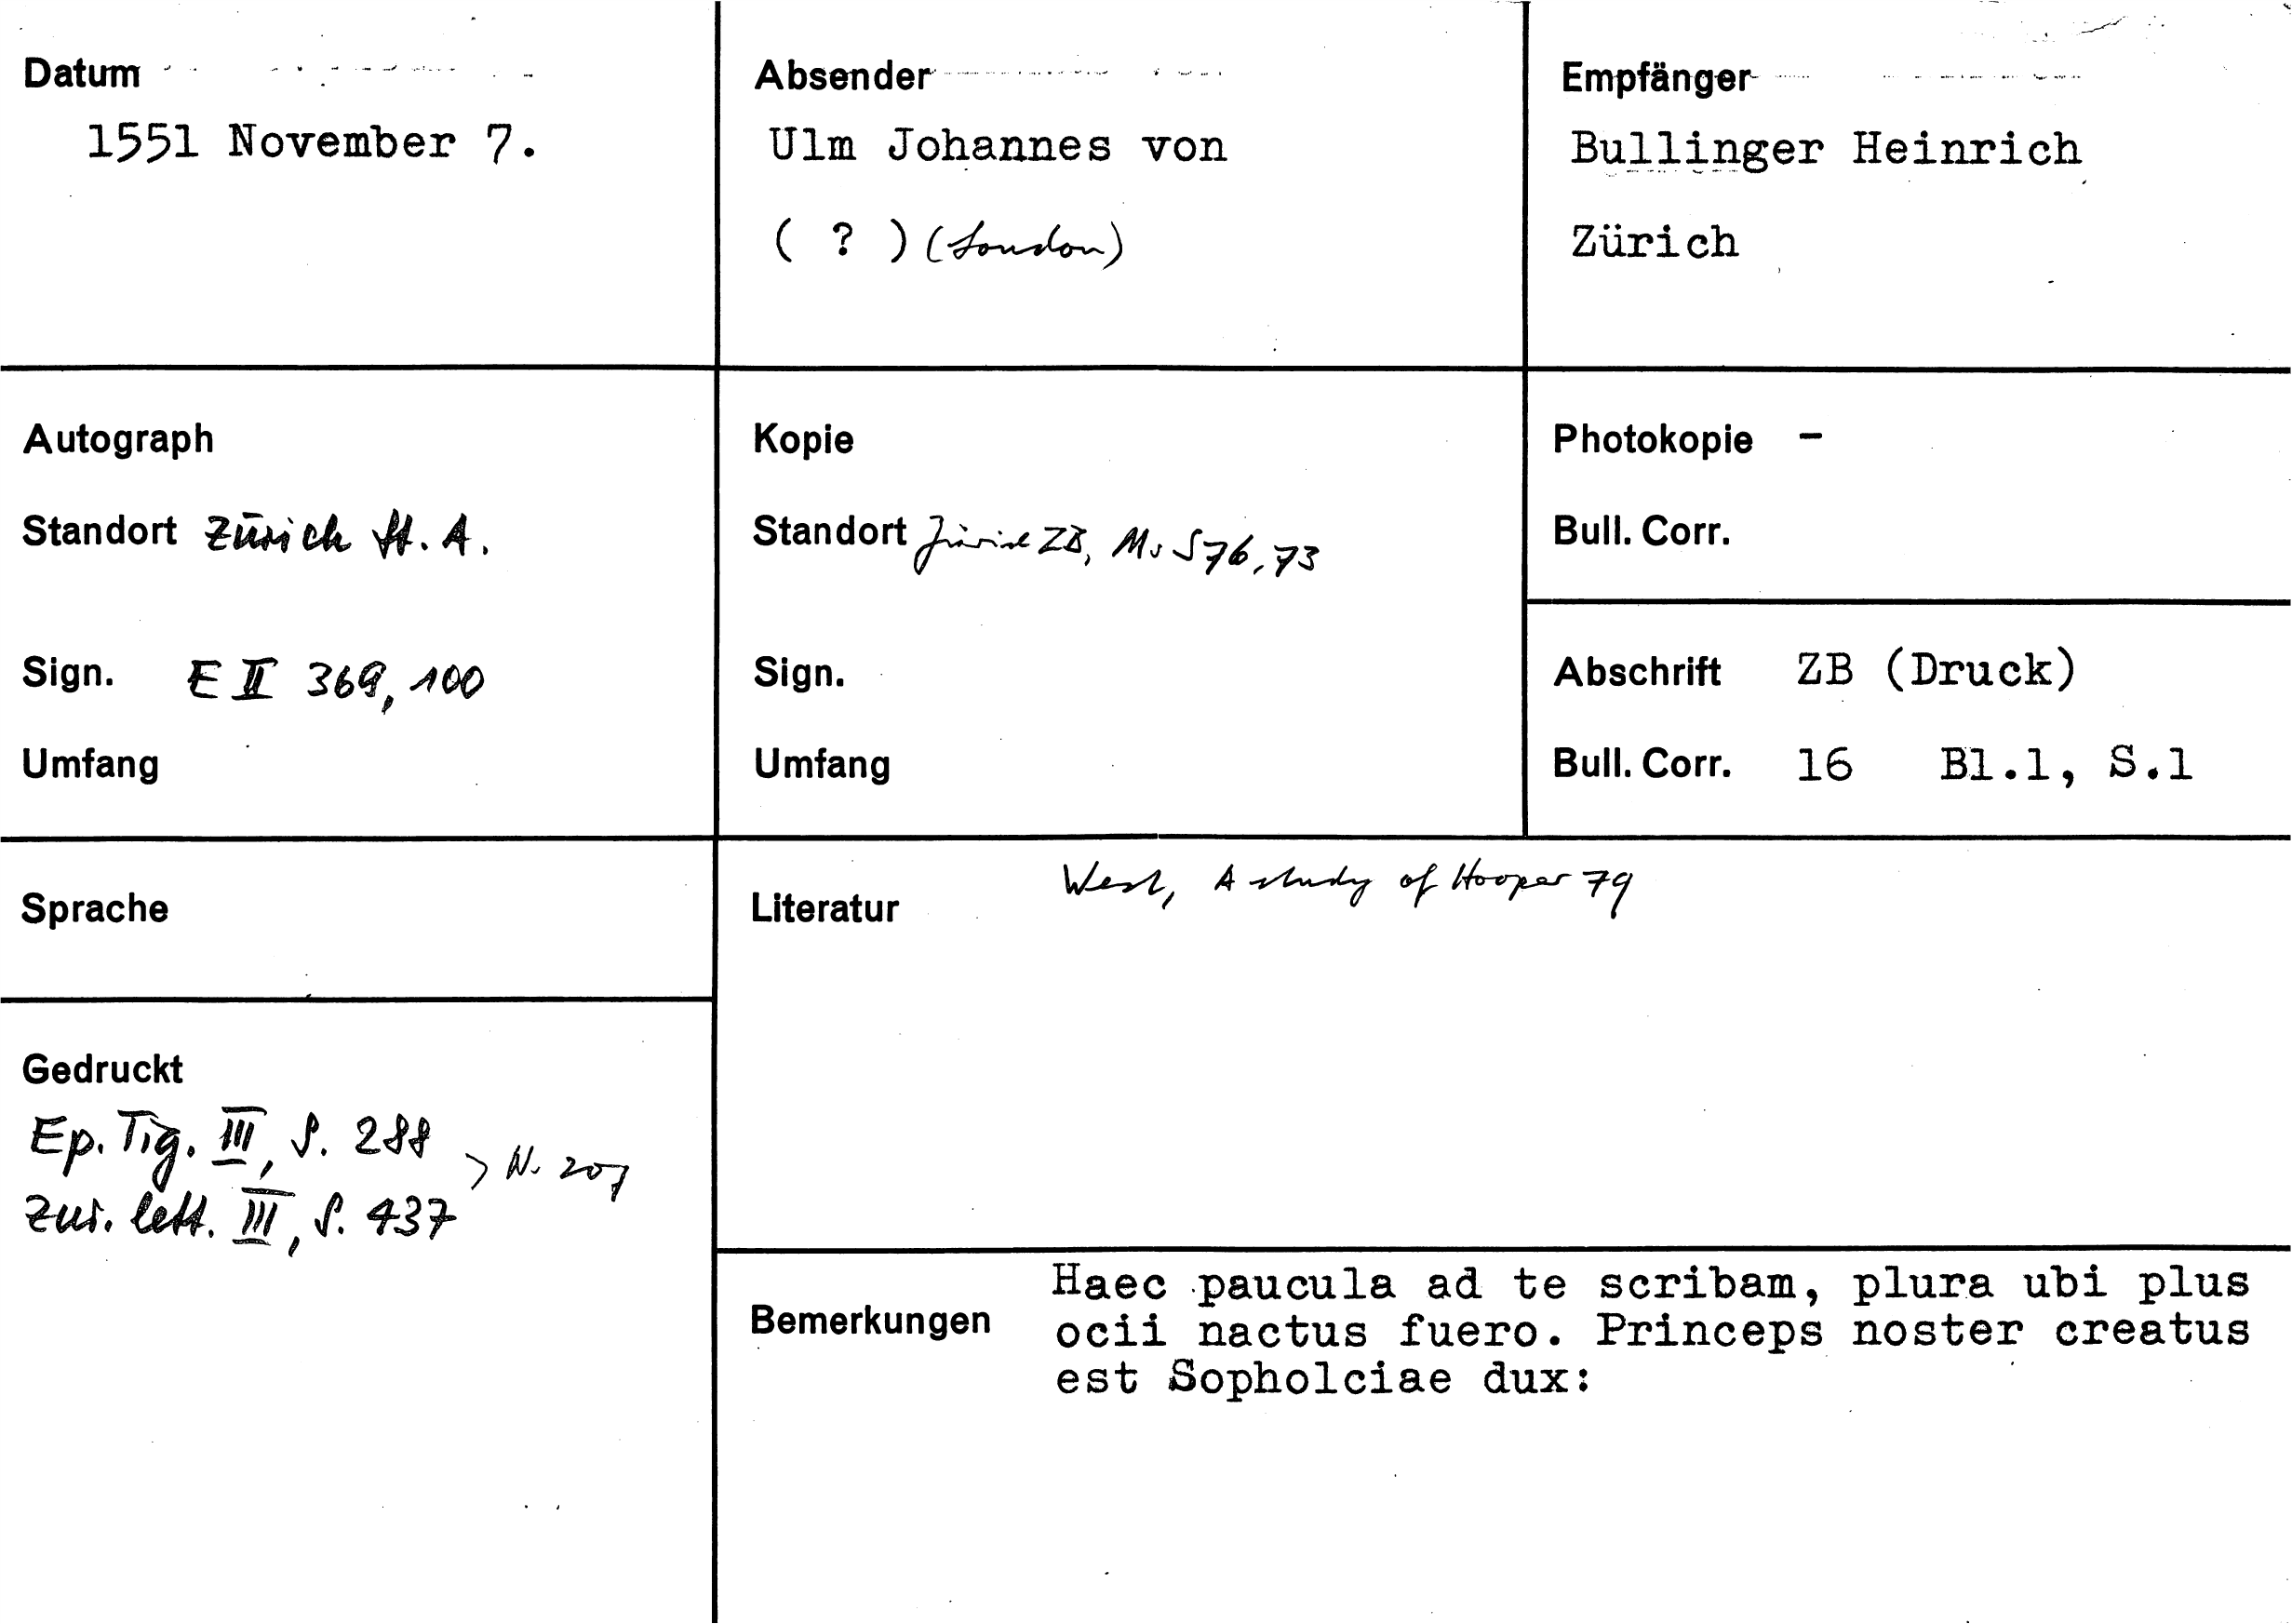 Datum
1551 November 7.
Absender
Ulm Johannes von
( ? ) (London)
Empfänger
Bullinger Heinrich
Zürich
Autograph
Standort Zürich St. A.
Sign. E II 369, 100
Umfang
Kopie
Standort Zürich ZB, Ms S 76, 73
Sign.
Umfang
Photokopie -
Bull. Corr.
Abschrift ZB (Druck)
Bull. Corr. 16 Bl.1, S.1
Sprache
Gedruckt
Ep. Tig. III, S. 288
> N. 207
Zur. lett. III, S. 437
Literatur
West, A study of Hooper 79
Bemerkungen
Haec paucula ad te scribam, plura ubi plus
ocii nactus fuero. Princeps noster creatus
est Sopholciae dux: